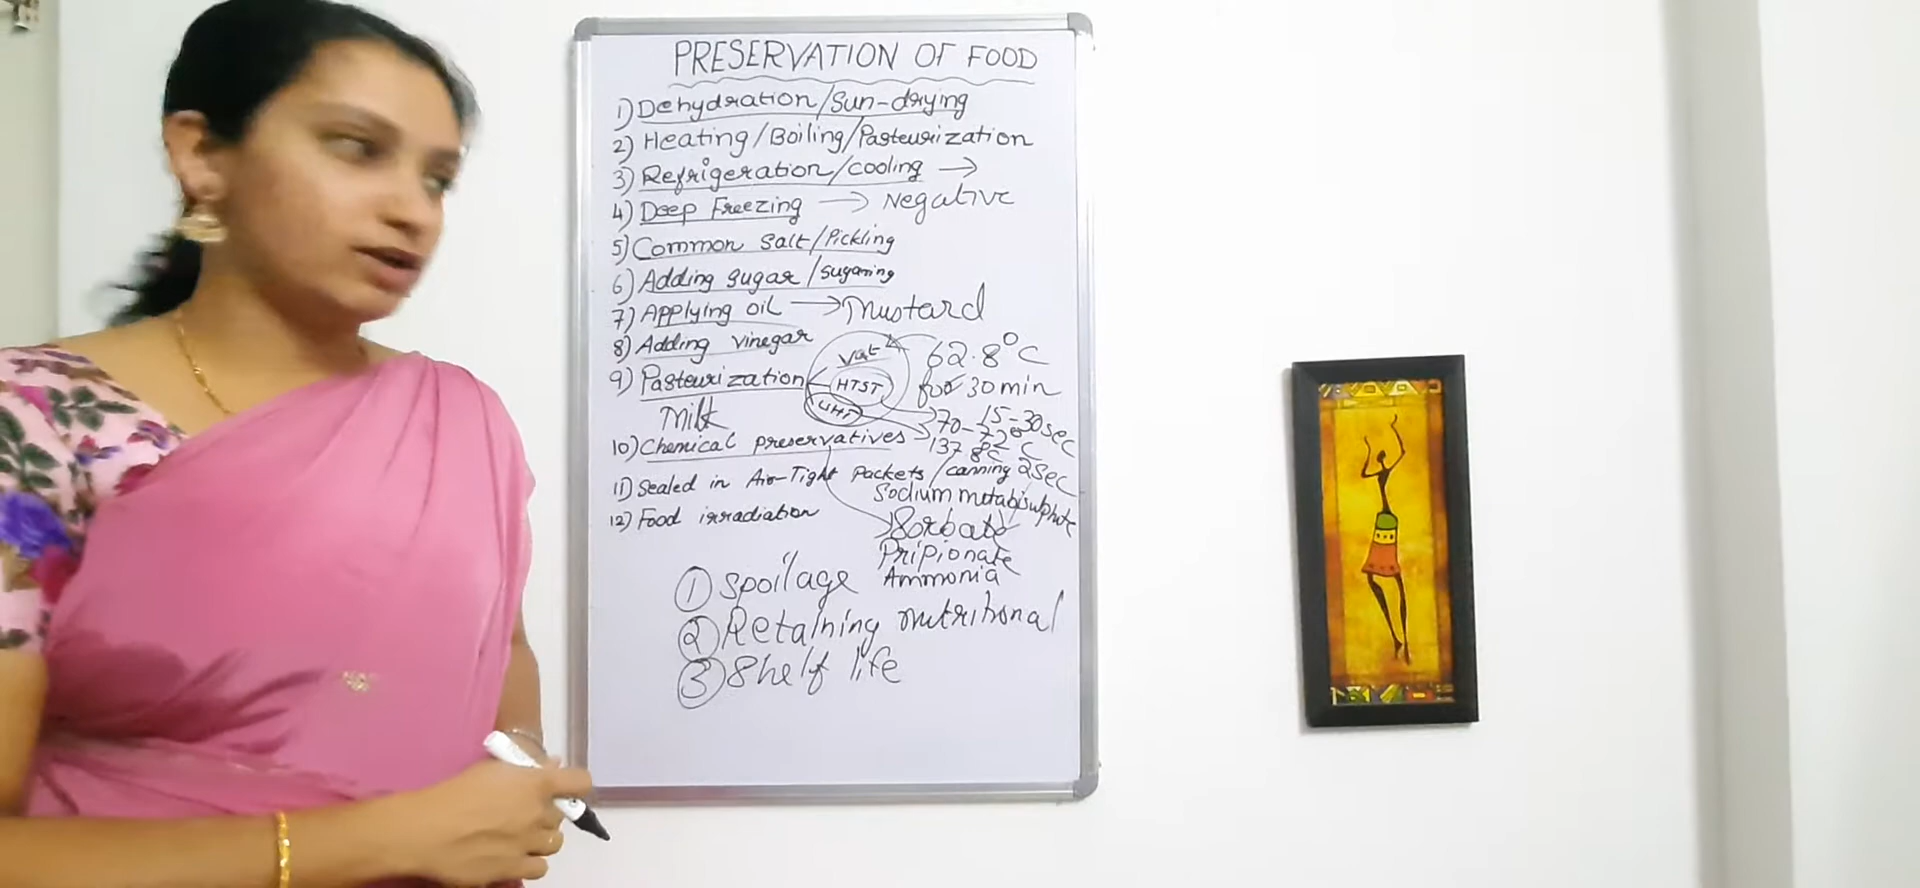 PRESERVATION OF FOOD
1) Dehydration/Sun-drying
2) Heating/Boiling/Pasteurization
3) Refrigeration/cooling →
4) Deep Freezing → Negative
5) Common Salt/Pickling
6) Adding sugar/sugaring
7) Applying oil → Mustard
8) Adding vinegar
Vat 62.8°C
9) Pasteurization HTST for 30 min
UHT 15-30sec
Milk 70-72°C
10) Chemical preservatives 137.8°C
11) Sealed in Air-Tight Packets/canning 2sec
Sodium metabisulphite
12) Food irradiation Sorbate
Pripionate
① Spoilage Ammonia
② Retaining nutritional
③ Shelf life